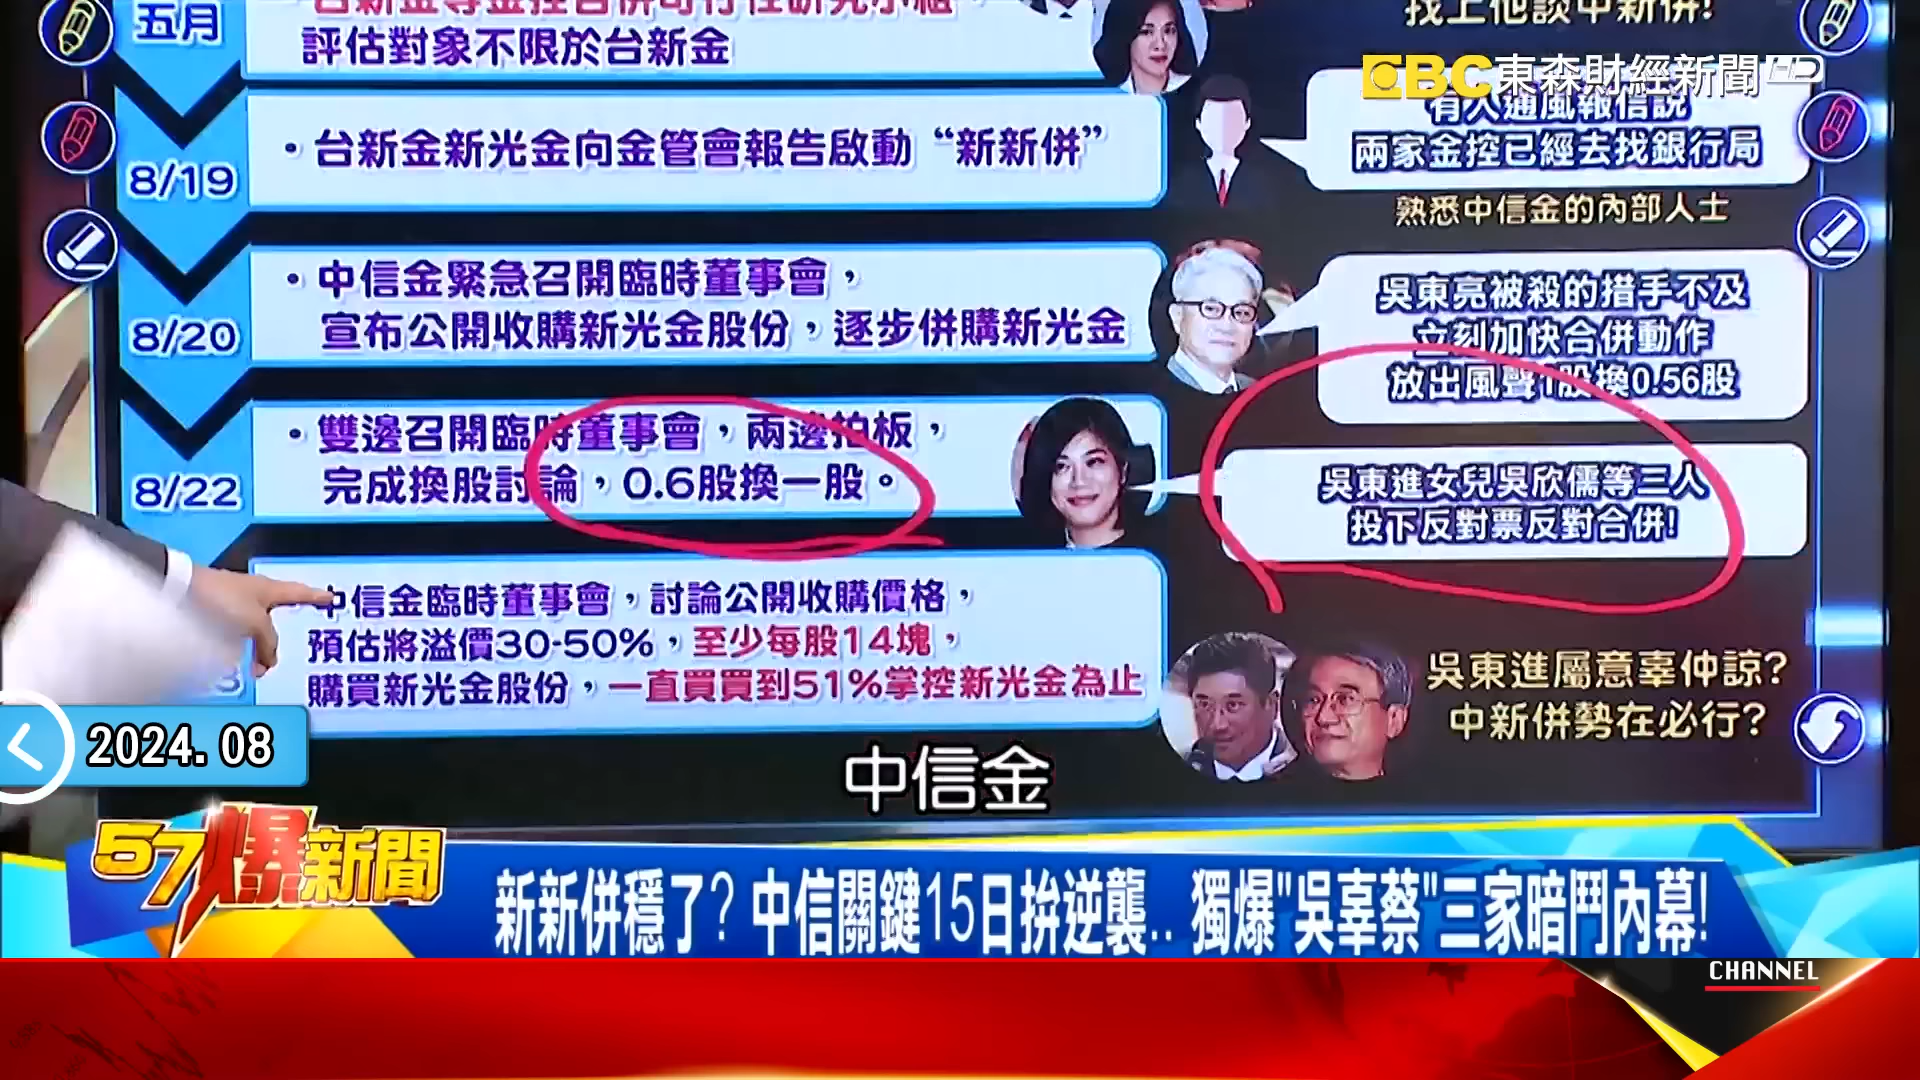 五月
評估對象不限於台新金
找上他談中新併!
EBC東森財經新聞HD
8/19
·台新金新光金向金管會報告啟動“新新併”
有人通風報信說
兩家金控已經去找銀行局
熟悉中信金的內部人士
8/20
·中信金緊急召開臨時董事會，
宣布公開收購新光金股份，逐步併購新光金
吳東亮被殺的措手不及
立刻加快合併動作
放出風聲1股換0.56股
8/22
·雙邊召開臨時董事會，兩邊拍板，
完成換股討論，0.6股換一股。
吳東進女兒吳欣儒等三人
投下反對票反對合併!
中信金臨時董事會，討論公開收購價格，
預估將溢價30-50%，至少每股14塊，
購買新光金股份，一直買買到51%掌控新光金為止
吳東進屬意辜仲諒?
中新併勢在必行?
2024.08
中信金
57爆新聞
新新併穩了? 中信關鍵15日拚逆襲.. 獨爆"吳辜蔡"三家暗鬥內幕!
CHANNEL